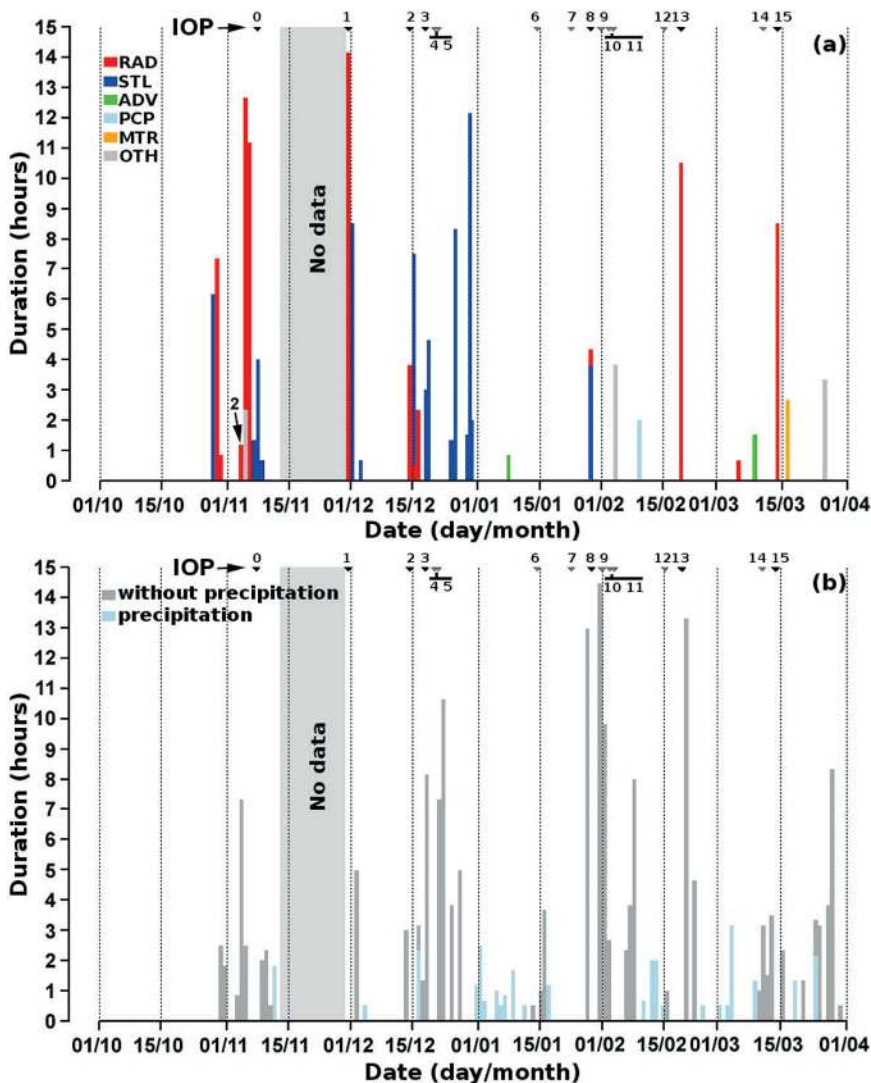 0 1 2 3 6 7 8 9 12 13 14 15
IOP
4 5 10 11
(a)
15
14
13
12
11
10
9
8
7
6
5
4
3
2
1
0
Duration (hours)
RAD
STL
ADV
PCP
MTR
OTH
No data
2
01/10 15/10 01/11 15/11 01/12 15/12 01/01 15/01 01/02 15/02 01/03 15/03 01/04
Date (day/month)
0 1 2 3 6 7 8 9 12 13 14 15
IOP
4 5 10 11
(b)
15
14
13
12
11
10
9
8
7
6
5
4
3
2
1
0
Duration (hours)
without precipitation
precipitation
No data
01/10 15/10 01/11 15/11 01/12 15/12 01/01 15/01 01/02 15/02 01/03 15/03 01/04
Date (day/month)